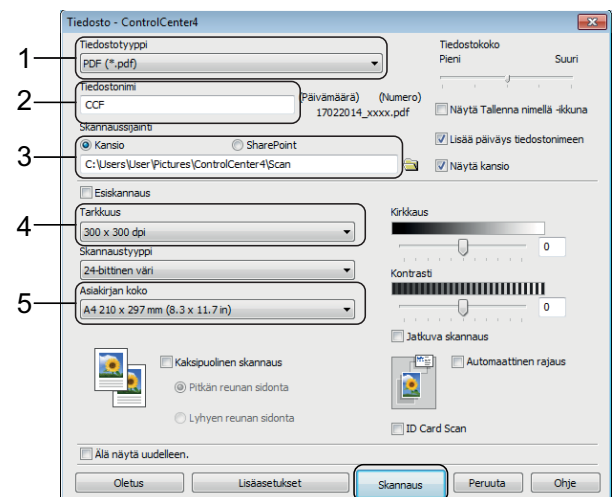 Tiedosto - ControlCenter4
1
Tiedostotyyppi
PDF (*.pdf)
Tiedostokoko
Pieni Suuri
2
Tiedostonimi
CCF
(Päivämäärä) (Numero)
17022014_xxxx.pdf
Näytä Tallenna nimellä -ikkuna
Skannaussijainti
Lisää päiväys tiedostonimeen
3
Kansio SharePoint
C:\Users\User\Pictures\ControlCenter4\Scan
Näytä kansio
Esiskannaus
4
Tarkkuus
300 x 300 dpi
Kirkkaus
0
Skannaustyyppi
24-bittinen väri
Kontrasti
0
5
Asiakirjan koko
A4 210 x 297 mm (8.3 x 11.7 in)
Jatkuva skannaus
Kaksipuolinen skannaus
Automaattinen rajaus
Pitkän reunan sidonta
Lyhyen reunan sidonta
ID Card Scan
Älä näytä uudelleen.
Oletus Lisäasetukset Skannaus Peruuta Ohje